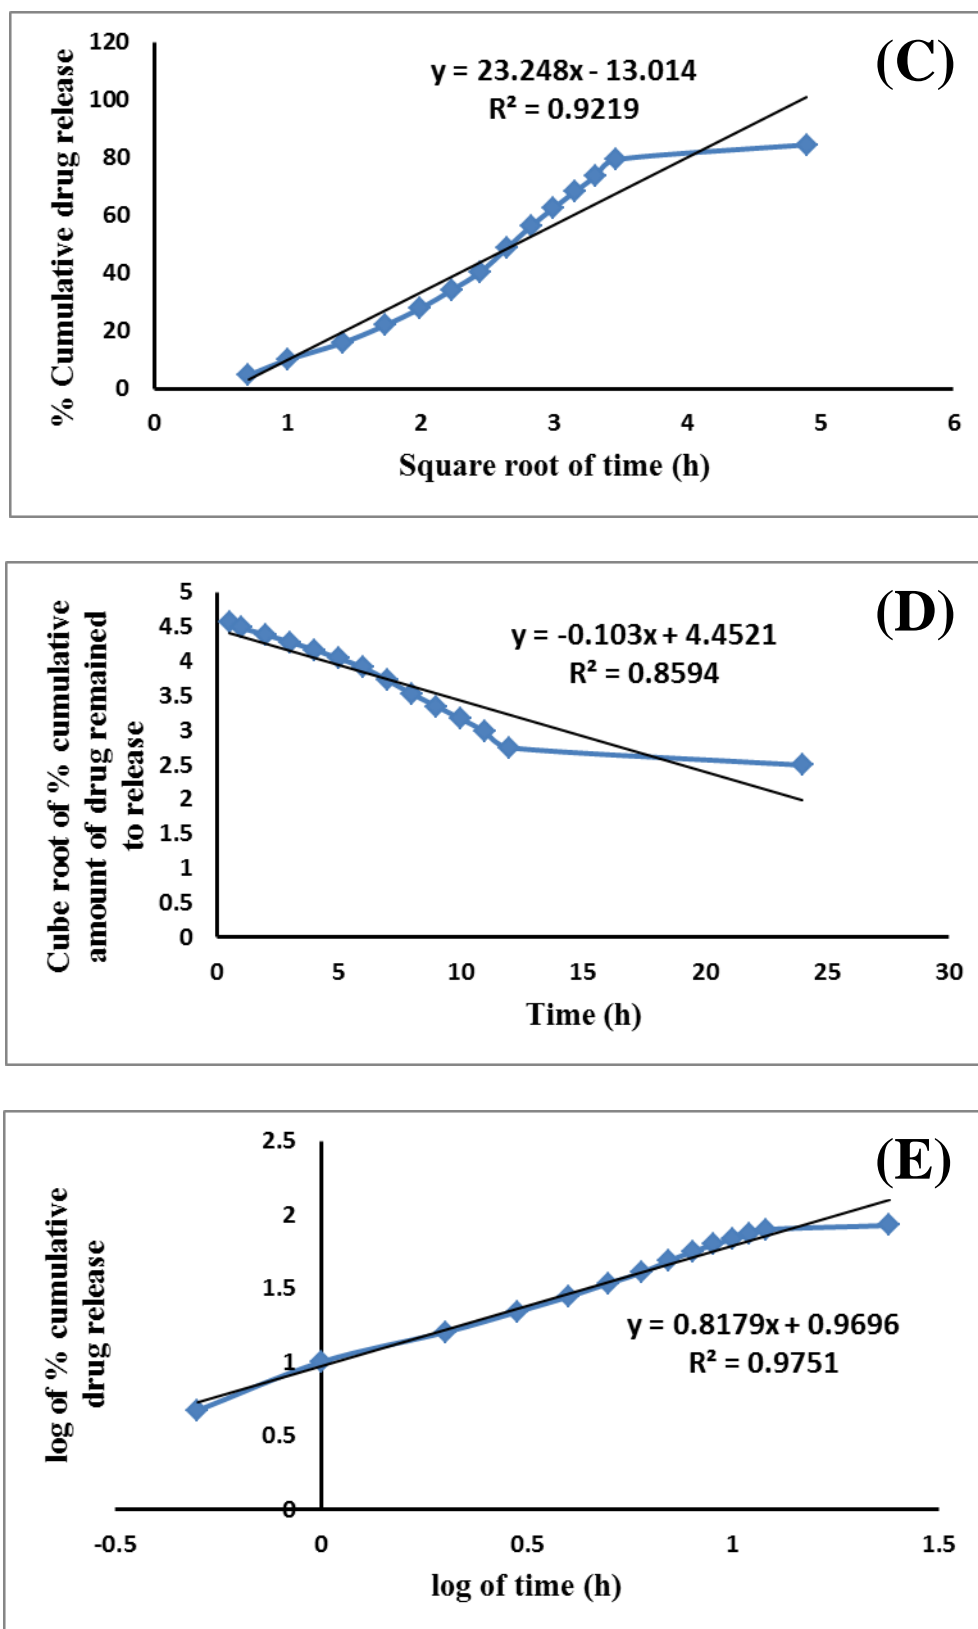 (C)
y = 23.248x - 13.014
R² = 0.9219
% Cumulative drug release
120
100
80
60
40
20
0
0 1 2 3 4 5 6
Square root of time (h)
(D)
y = -0.103x + 4.4521
R² = 0.8594
Cube root of % cumulative
amount of drug remained
to release
5
4.5
4
3.5
3
2.5
2
1.5
1
0.5
0
0 5 10 15 20 25 30
Time (h)
(E)
log of % cumulative
drug release
2.5
2
1.5
1
0.5
0
y = 0.8179x + 0.9696
R² = 0.9751
-0.5 0 0.5 1 1.5
log of time (h)